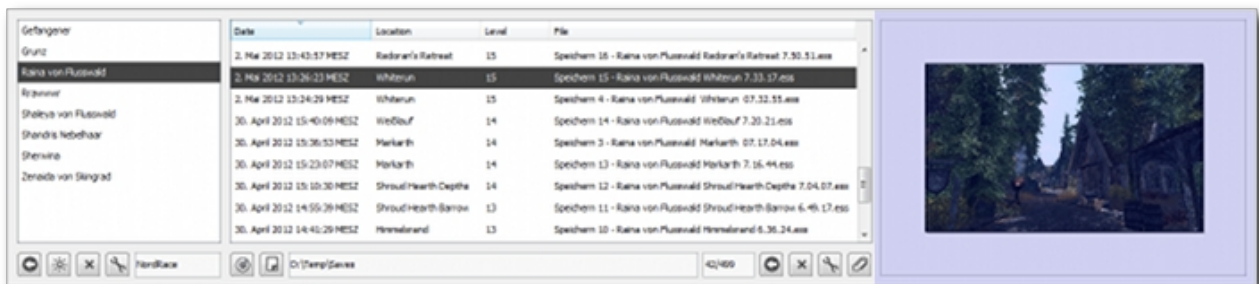 Gefangener
Grunz
Raina von Flusswald
Rrawwwr
Shaleya von Flusswald
Shandris Nebelhaar
Sherwina
Zenaida von Skingrad
NordRace
Date Location Level File
2. Mai 2012 13:43:57 MESZ Redoran's Retreat 15 Speichern 16 - Raina von Flusswald Redoran's Retreat 7.50.51.ess
2. Mai 2012 13:26:23 MESZ Whiterun 15 Speichern 15 - Raina von Flusswald Whiterun 7.33.17.ess
2. Mai 2012 13:24:29 MESZ Whiterun 15 Speichern 4 - Raina von Flusswald Whiterun 07.32.55.ess
30. April 2012 15:40:09 MESZ Weißlauf 14 Speichern 14 - Raina von Flusswald Weißlauf 7.20.21.ess
30. April 2012 15:36:53 MESZ Markarth 14 Speichern 3 - Raina von Flusswald Markarth 07.17.04.ess
30. April 2012 15:23:07 MESZ Markarth 14 Speichern 13 - Raina von Flusswald Markarth 7.16.44.ess
30. April 2012 15:10:30 MESZ Shroud Hearth Depths 14 Speichern 12 - Raina von Flusswald Shroud Hearth Depths 7.04.07.ess
30. April 2012 14:55:39 MESZ Shroud Hearth Barrow 13 Speichern 11 - Raina von Flusswald Shroud Hearth Barrow 6.49.17.ess
30. April 2012 14:41:29 MESZ Himmelsrand 13 Speichern 10 - Raina von Flusswald Himmelsrand 6.36.24.ess
D:\Temp\Saves 42/499